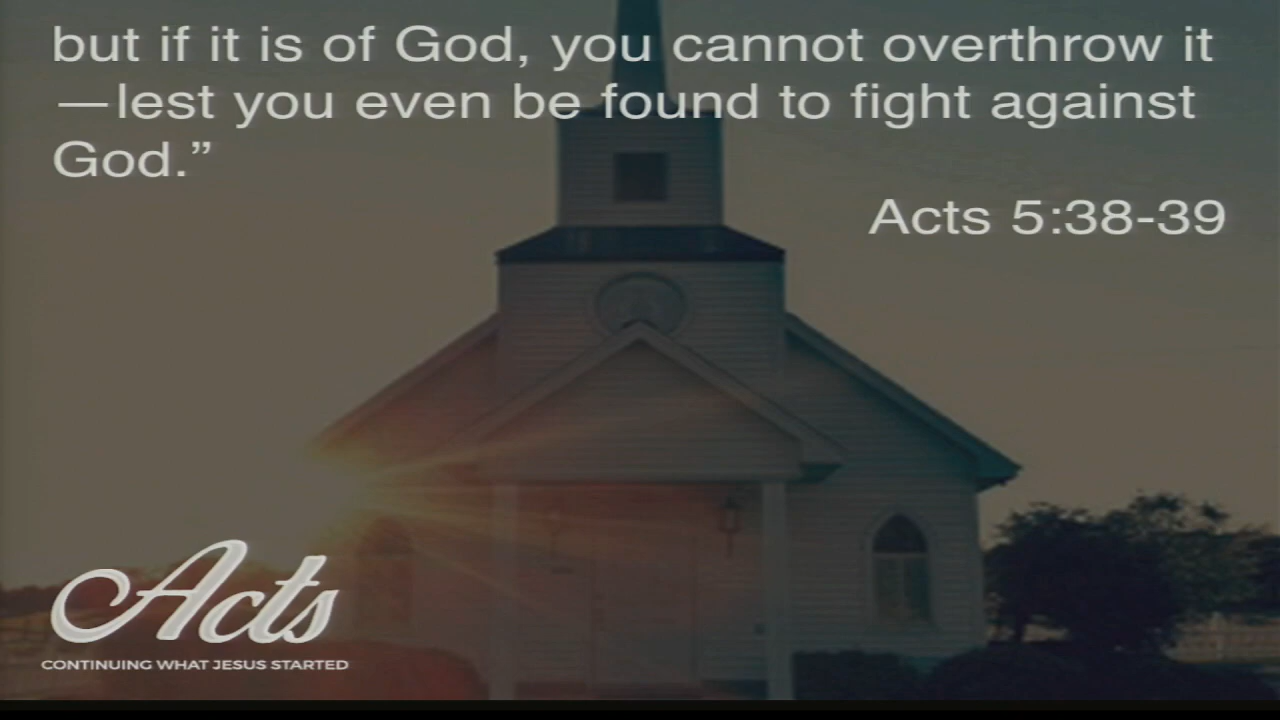 but if it is of God, you cannot overthrow it
—lest you even be found to fight against
God.”
Acts 5:38-39
Acts
CONTINUING WHAT JESUS STARTED